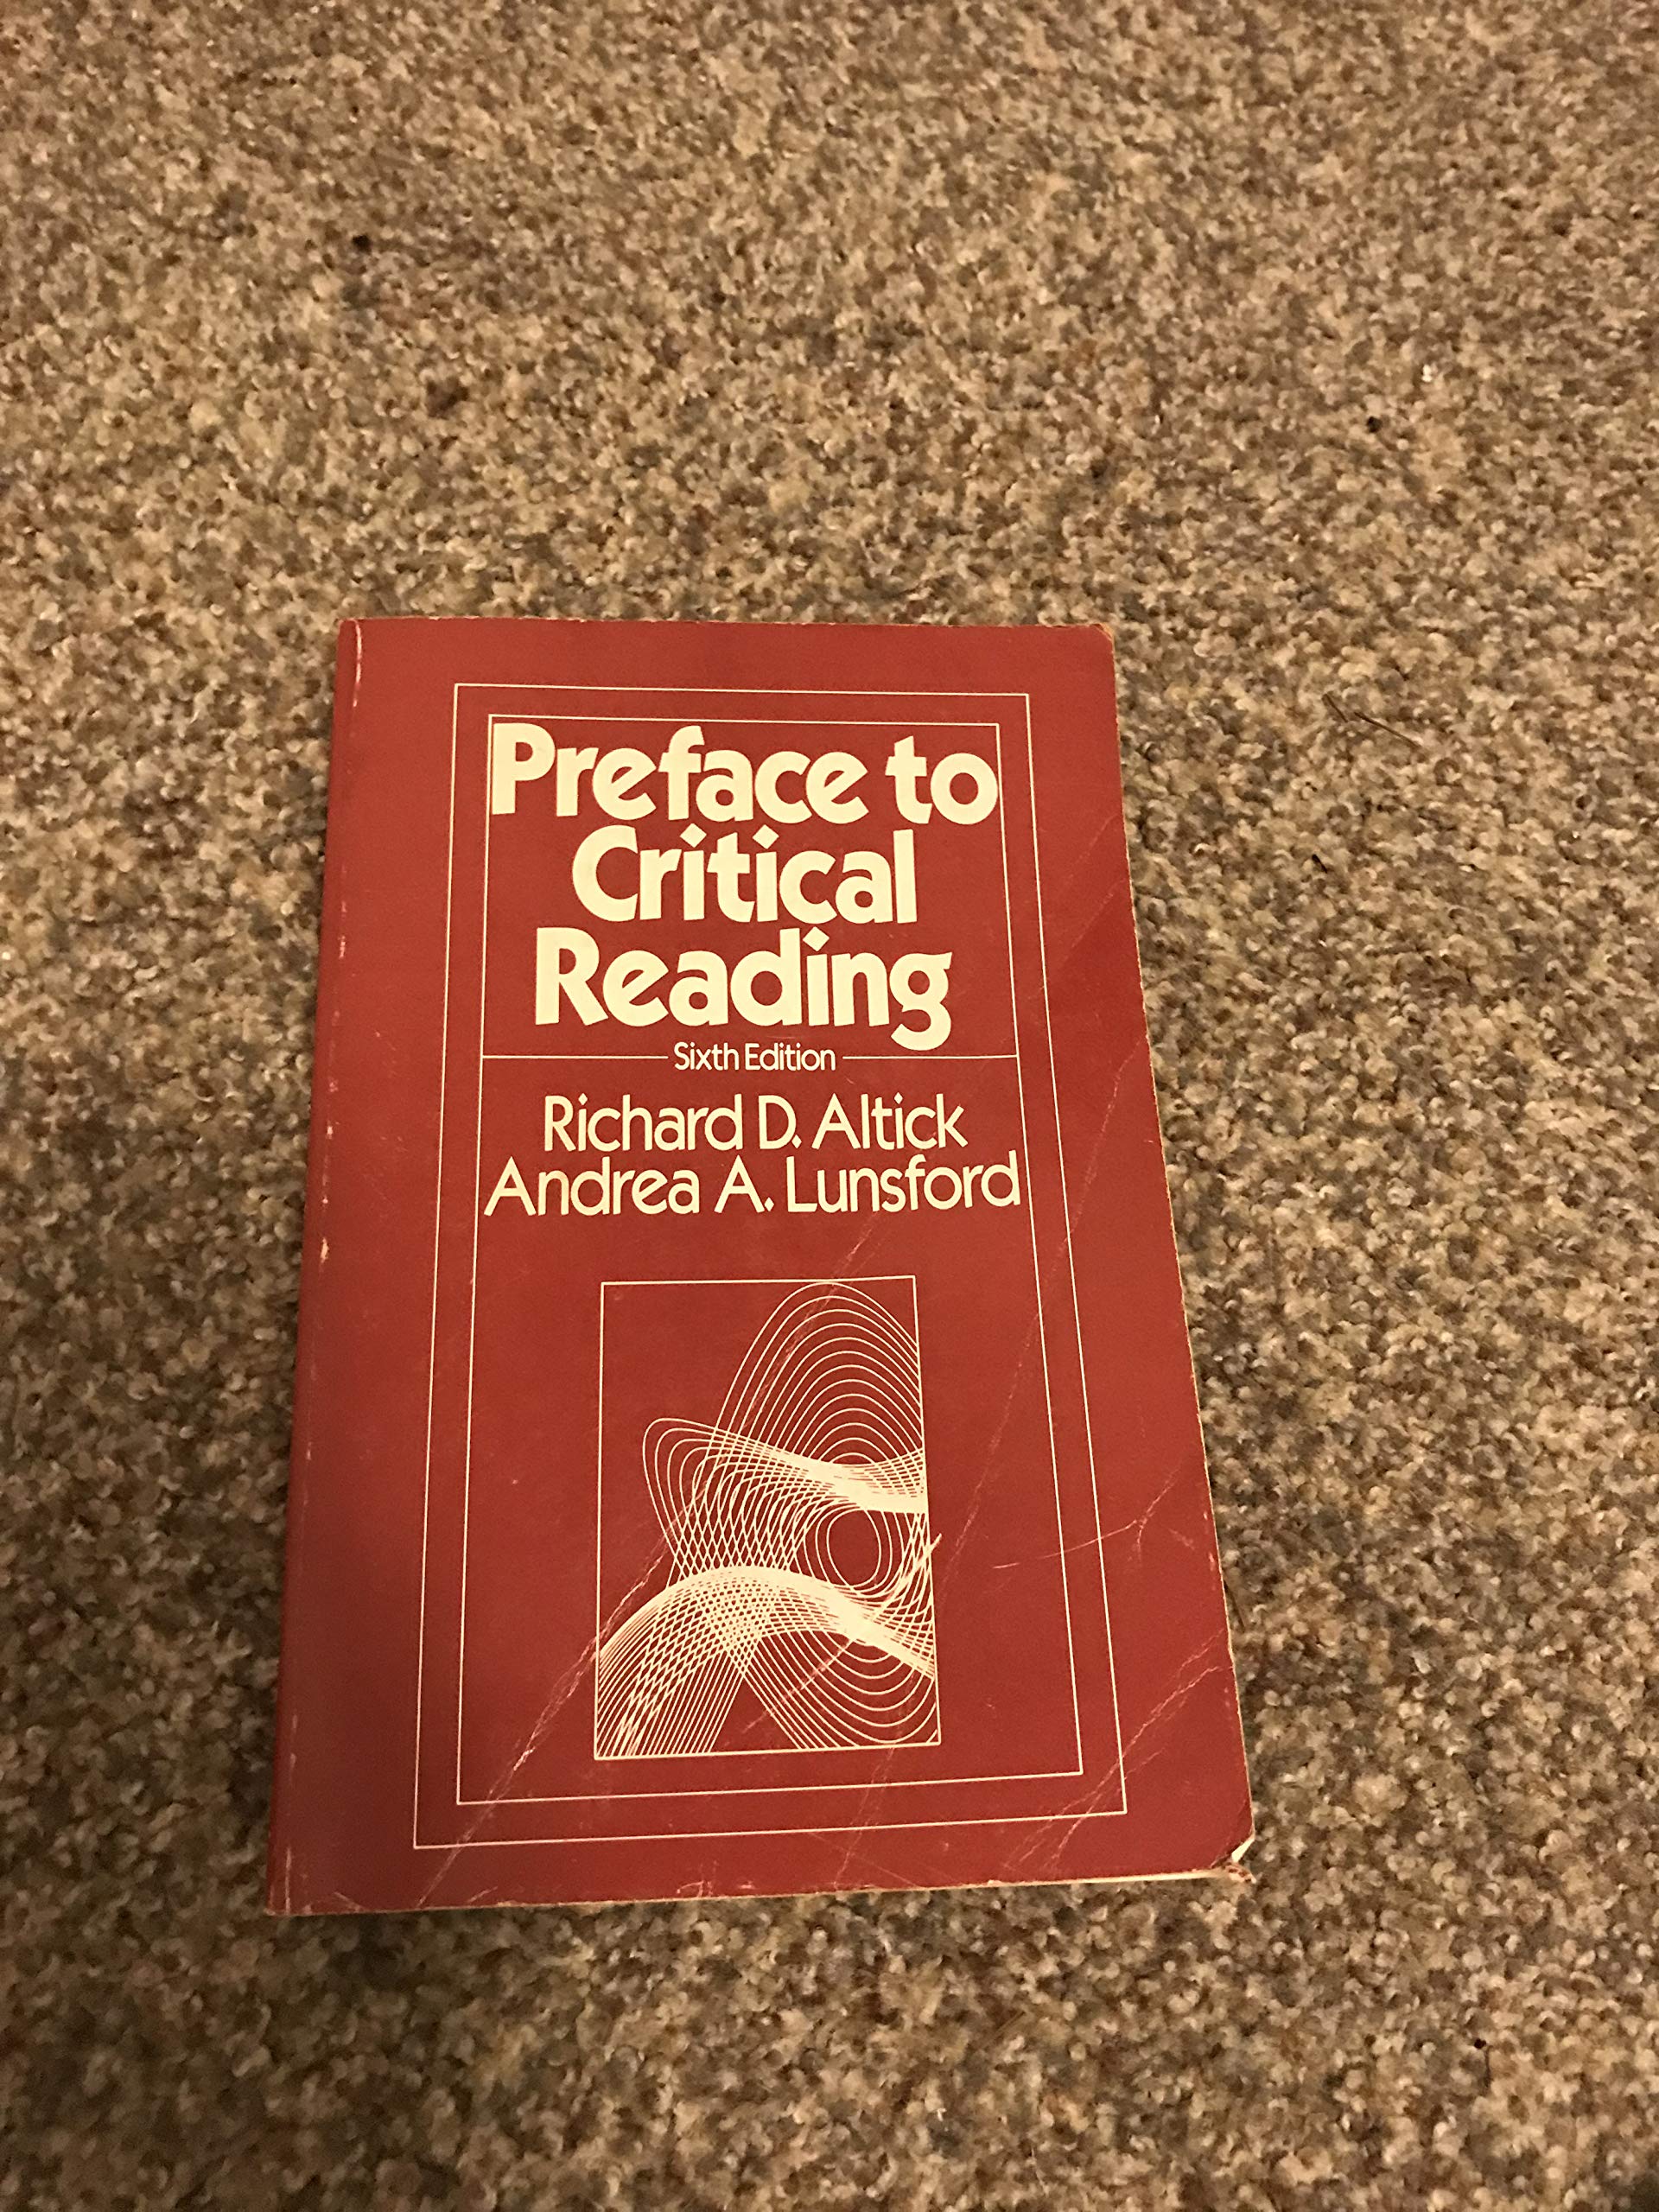 Preface to
Critical
Reading
Sixth Edition
Richard D. Altick
Andrea A. Lunsford